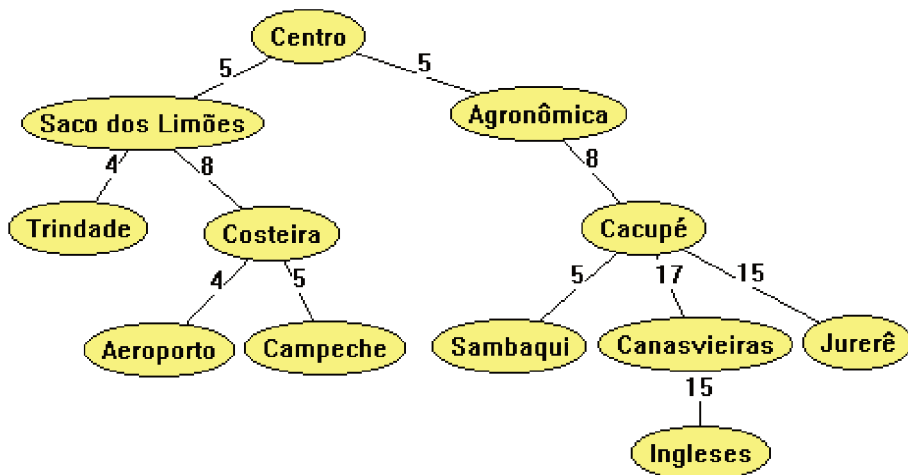 Centro
5 5
Saco dos Limões
Agronômica
4 8 8
Trindade Costeira Cacupé
4 5 5 17 15
Aeroporto Campeche Sambaqui Canasvieiras Jurerê
15
Ingleses